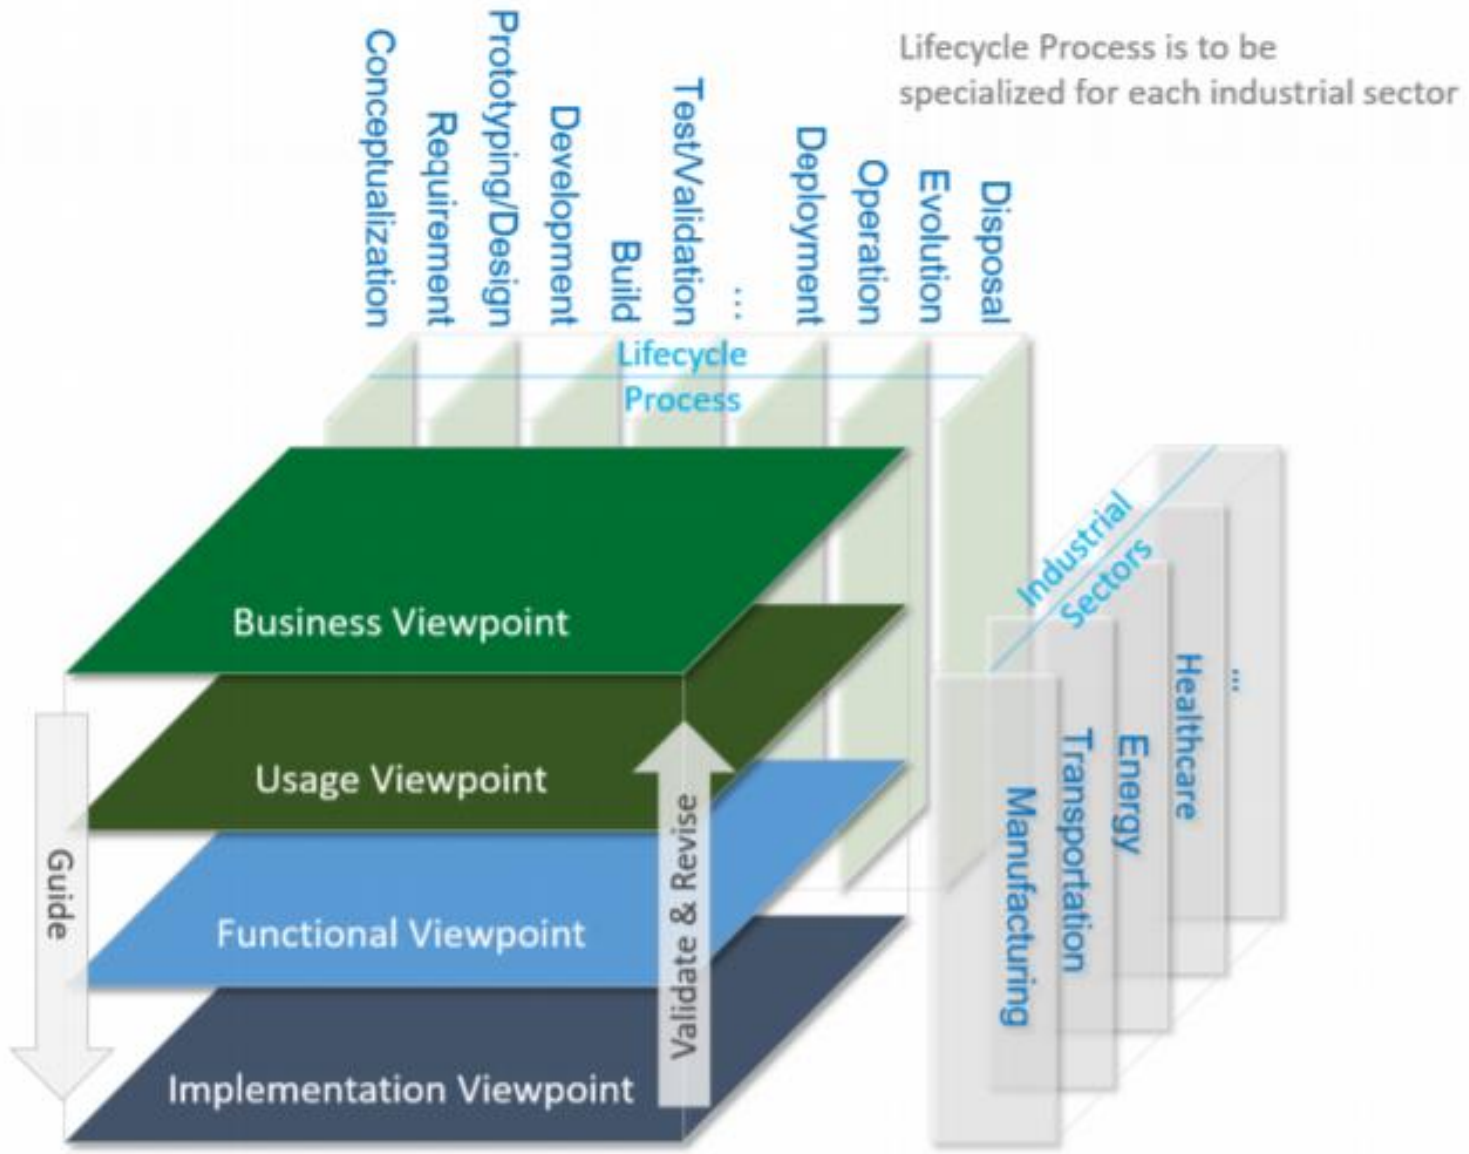 Lifecycle Process is to be
specialized for each industrial sector
Conceptualization
Requirement
Prototyping/Design
Development
Build
Test/Validation
...
Deployment
Operation
Evolution
Disposal
Lifecycle
Process
Business Viewpoint
Usage Viewpoint
Functional Viewpoint
Implementation Viewpoint
Guide
Validate & Revise
Industrial
Sectors
Manufacturing
Transportation
Energy
Healthcare
...